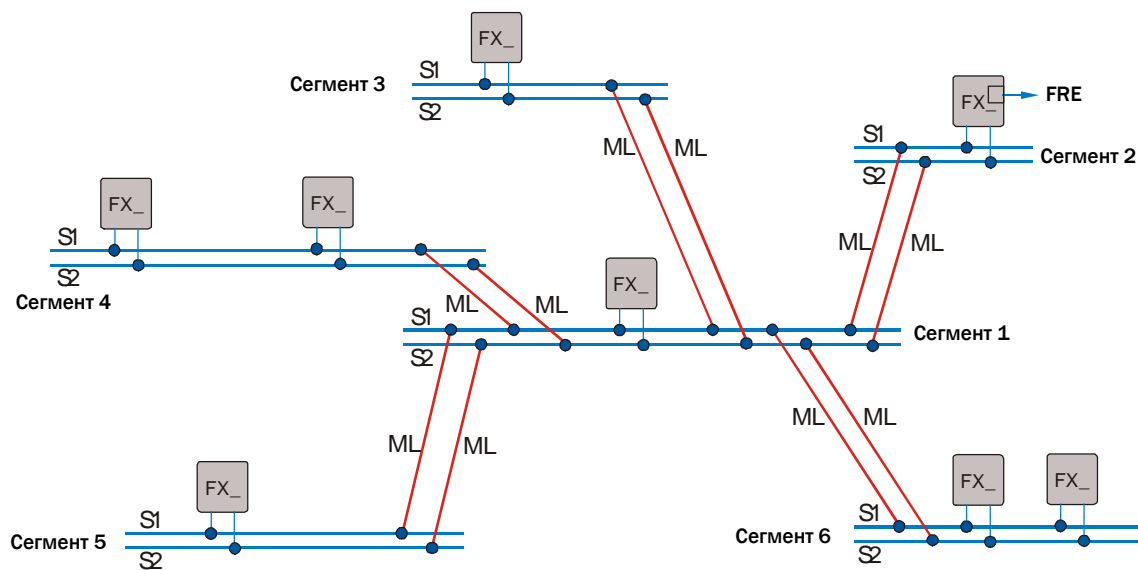 FX_
Сегмент 3
S1
S2
FX_
FRE
S1
S2
Сегмент 2
ML
ML
FX_
FX_
S1
S2
Сегмент 4
ML
ML
ML
ML
FX_
S1
S2
Сегмент 1
ML
ML
ML
ML
FX_
S1
S2
Сегмент 5
FX_
FX_
S1
S2
Сегмент 6